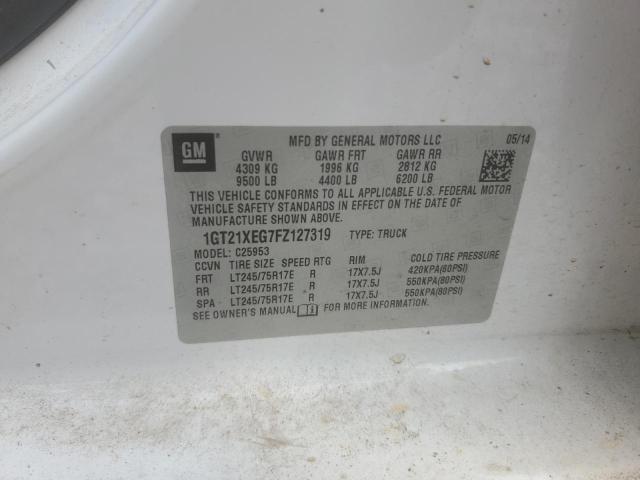 GM
MFD BY GENERAL MOTORS LLC 05/14
GVWR GAWR FRT GAWR RR
4309 KG 1996 KG 2812 KG
9500 LB 4400 LB 6200 LB
THIS VEHICLE CONFORMS TO ALL APPLICABLE U.S. FEDERAL MOTOR
VEHICLE SAFETY STANDARDS IN EFFECT ON THE DATE OF
MANUFACTURE SHOWN ABOVE.
1GT21XEG7FZ127319 TYPE: TRUCK
MODEL: C25953
CCVN TIRE SIZE SPEED RTG RIM COLD TIRE PRESSURE
FRT LT245/75R17E R 17X7.5J 420KPA(60PSI)
RR LT245/75R17E R 17X7.5J 550KPA(80PSI)
SPA LT245/75R17E R 17X7.5J 550KPA(80PSI)
SEE OWNER'S MANUAL FOR MORE INFORMATION.